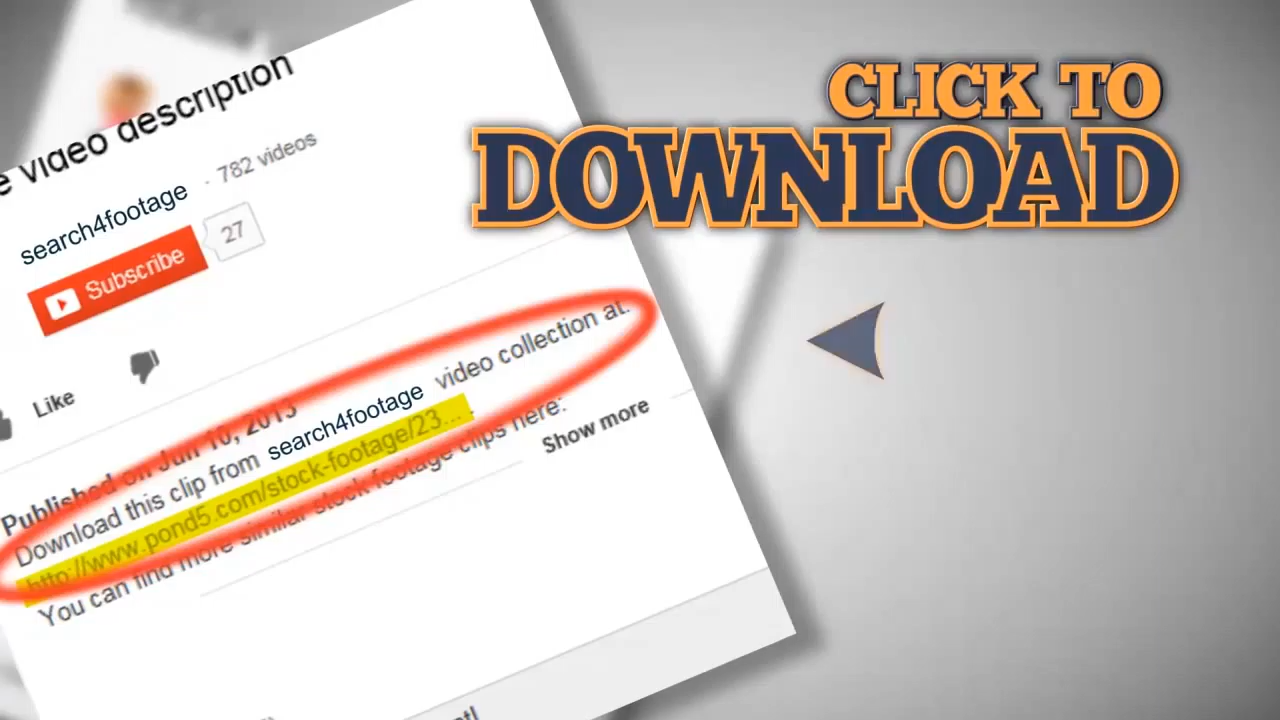 CLICK TO
DOWNLOAD
e video description
search4footage · 782 videos
Subscribe 27
Like
Published on Jun 10, 2013
Download this clip from search4footage video collection at:
http://www.pond5.com/stock-footage/23...
You can find more similar stock footage clips here:
Show more